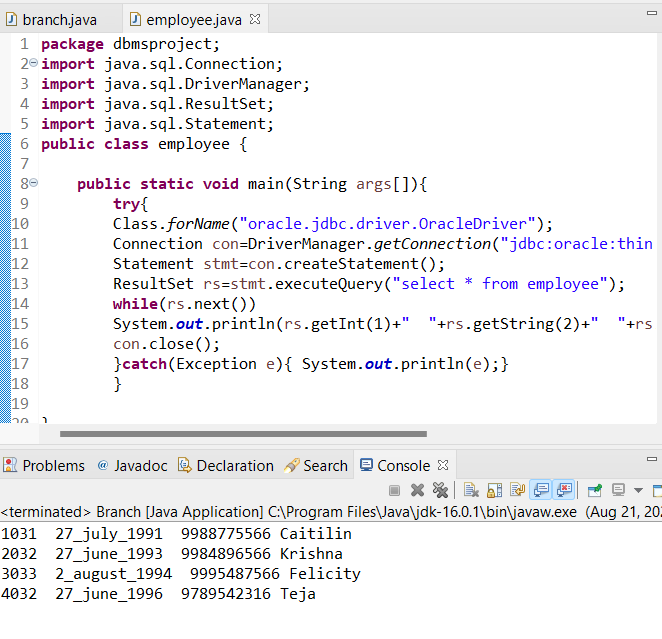 branch.java employee.java
1 package dbmsproject;
2 import java.sql.Connection;
3 import java.sql.DriverManager;
4 import java.sql.ResultSet;
5 import java.sql.Statement;
6 public class employee {
7
8 public static void main(String args[]){
9 try{
10 Class.forName("oracle.jdbc.driver.OracleDriver");
11 Connection con=DriverManager.getConnection("jdbc:oracle:thin
12 Statement stmt=con.createStatement();
13 ResultSet rs=stmt.executeQuery("select * from employee");
14 while(rs.next())
15 System.out.println(rs.getInt(1)+"  "+rs.getString(2)+"  "+rs
16 con.close();
17 }catch(Exception e){ System.out.println(e);}
18 }
19
20 }
Problems @ Javadoc Declaration Search Console
<terminated> Branch [Java Application] C:\Program Files\Java\jdk-16.0.1\bin\javaw.exe (Aug 21, 202
1031  27_july_1991  9988775566 Caitilin
2032  27_june_1993  9984896566 Krishna
3033  2_august_1994  9995487566 Felicity
4032  27_june_1996  9789542316 Teja